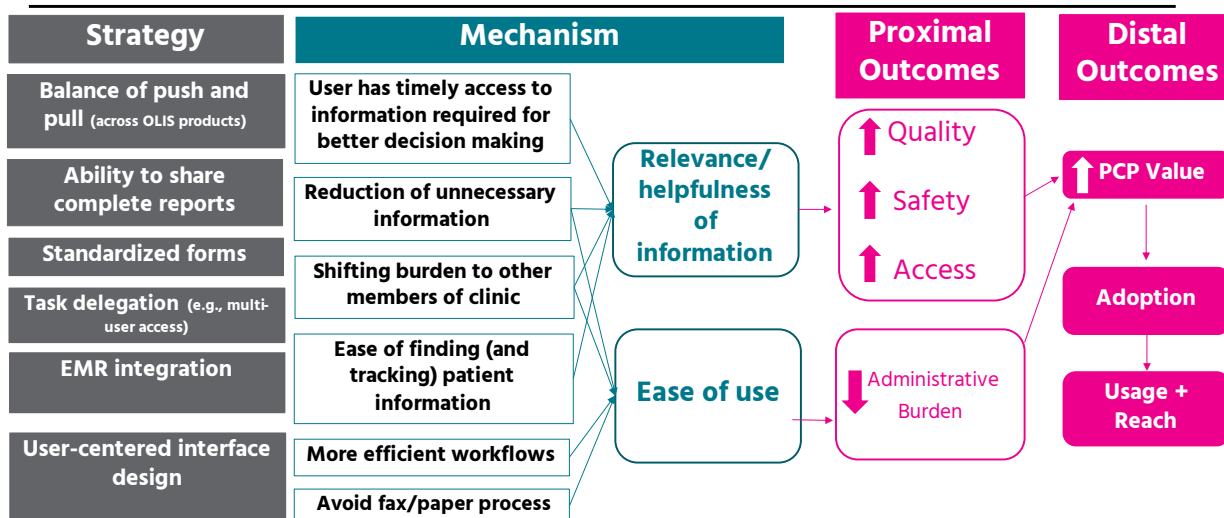 Strategy
Mechanism
Proximal
Outcomes
Distal
Outcomes
Balance of push and
pull (across OLIS products)
Ability to share
complete reports
Standardized forms
Task delegation (e.g., multi-
user access)
EMR integration
User-centered interface
design
User has timely access to
information required for
better decision making
Reduction of unnecessary
information
Shifting burden to other
members of clinic
Ease of finding (and
tracking) patient
information
More efficient workflows
Avoid fax/paper process
Relevance/
helpfulness
of
information
Ease of use
Quality
Safety
Access
Administrative
Burden
PCP Value
Adoption
Usage +
Reach